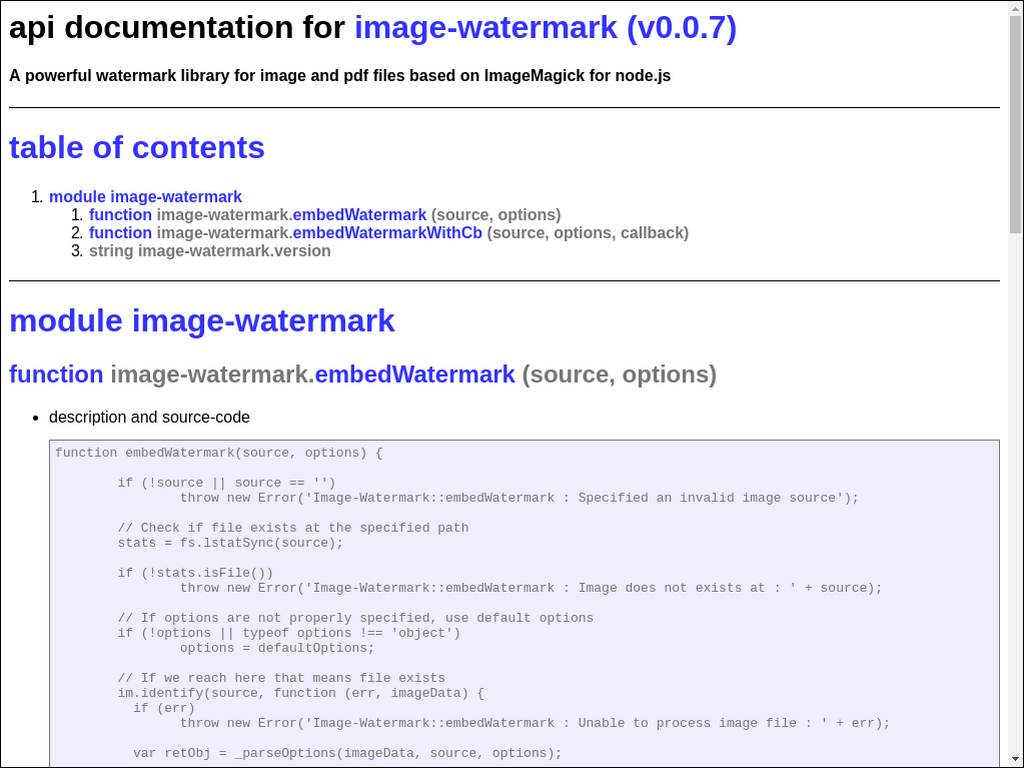 api documentation for image-watermark (v0.0.7)
A powerful watermark library for image and pdf files based on ImageMagick for node.js
table of contents
1. module image-watermark
1. function image-watermark.embedWatermark (source, options)
2. function image-watermark.embedWatermarkWithCb (source, options, callback)
3. string image-watermark.version
module image-watermark
function image-watermark.embedWatermark (source, options)
• description and source-code
function embedWatermark(source, options) {
if (!source || source == '')
throw new Error('Image-Watermark::embedWatermark : Specified an invalid image source');
// Check if file exists at the specified path
stats = fs.lstatSync(source);
if (!stats.isFile())
throw new Error('Image-Watermark::embedWatermark : Image does not exists at : ' + source);
// If options are not properly specified, use default options
if (!options || typeof options !== 'object')
options = defaultOptions;
// If we reach here that means file exists
im.identify(source, function (err, imageData) {
if (err)
throw new Error('Image-Watermark::embedWatermark : Unable to process image file : ' + err);
var retObj = _parseOptions(imageData, source, options);